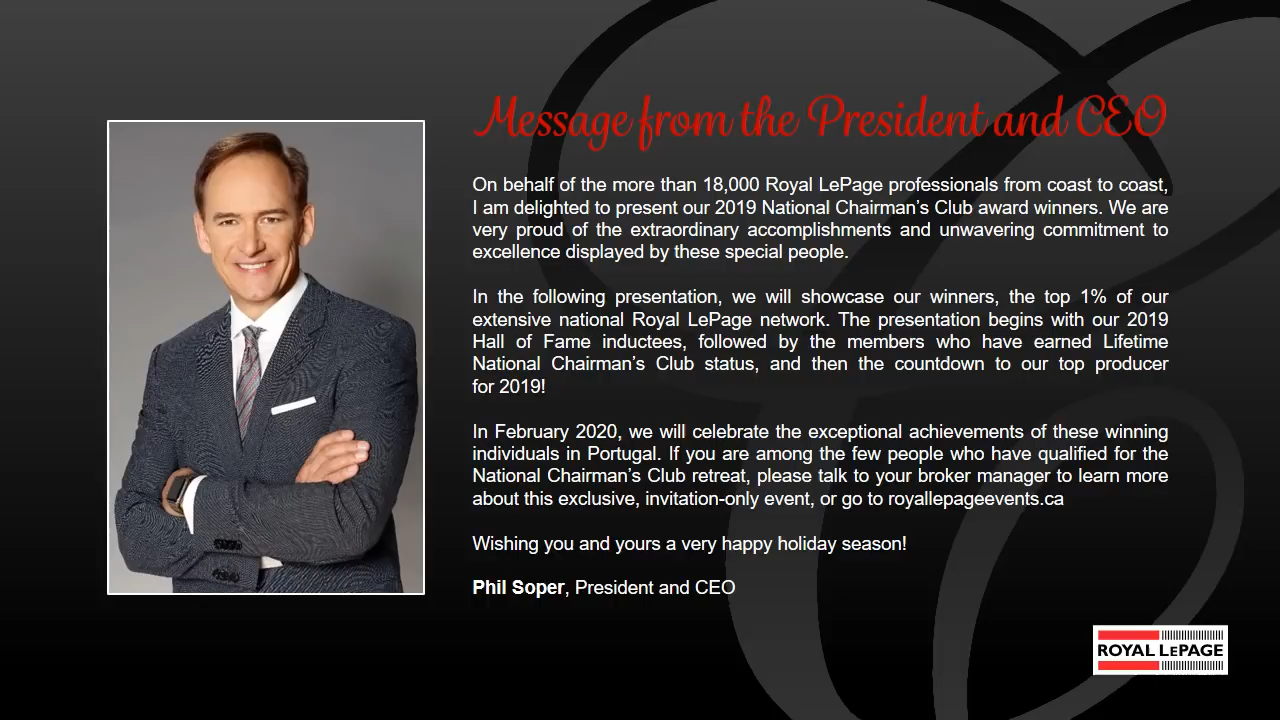 Message from the President and CEO
On behalf of the more than 18,000 Royal LePage professionals from coast to coast,
I am delighted to present our 2019 National Chairman’s Club award winners. We are
very proud of the extraordinary accomplishments and unwavering commitment to
excellence displayed by these special people.
In the following presentation, we will showcase our winners, the top 1% of our
extensive national Royal LePage network. The presentation begins with our 2019
Hall of Fame inductees, followed by the members who have earned Lifetime
National Chairman’s Club status, and then the countdown to our top producer
for 2019!
In February 2020, we will celebrate the exceptional achievements of these winning
individuals in Portugal. If you are among the few people who have qualified for the
National Chairman’s Club retreat, please talk to your broker manager to learn more
about this exclusive, invitation-only event, or go to royallepageevents.ca
Wishing you and yours a very happy holiday season!
Phil Soper, President and CEO
ROYAL LEPAGE